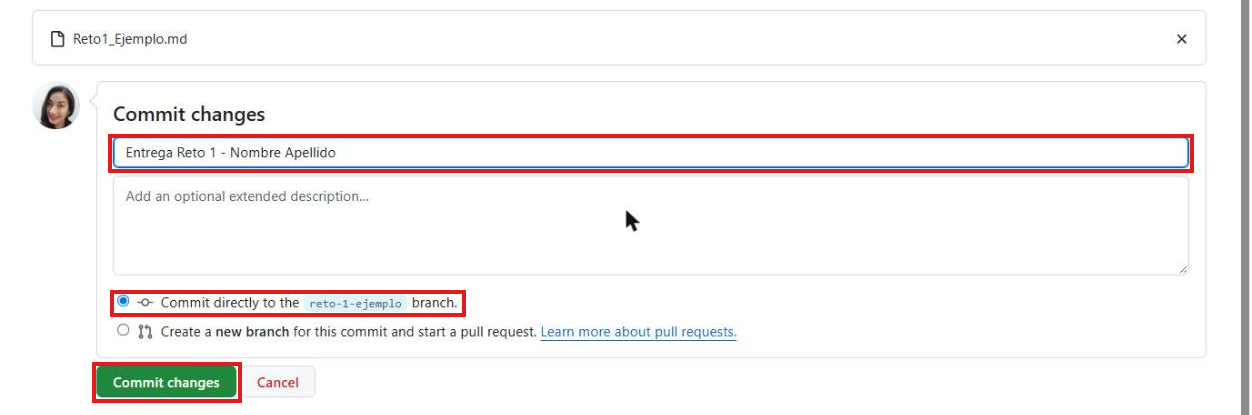 Reto1_Ejemplo.md
Commit changes
Entrega Reto 1 - Nombre Apellido
Add an optional extended description...
Commit directly to the reto-1-ejemplo branch.
Create a new branch for this commit and start a pull request. Learn more about pull requests.
Commit changes Cancel